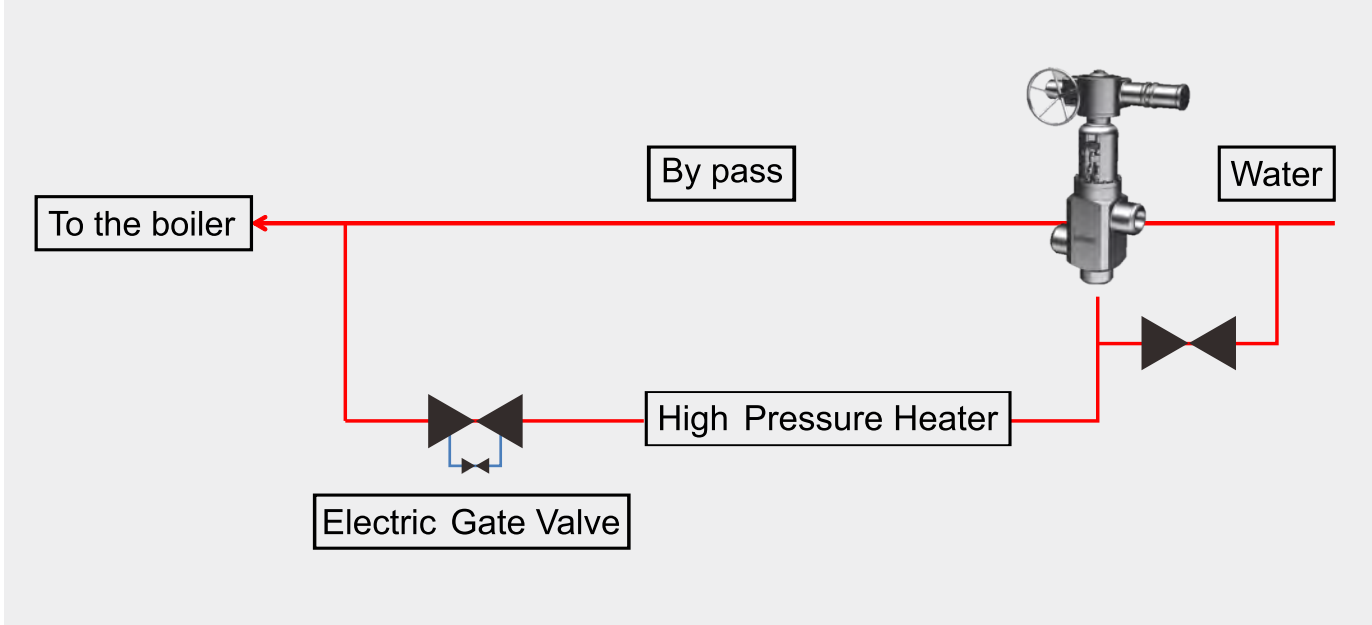 By pass
Water
To the boiler
High Pressure Heater
Electric Gate Valve